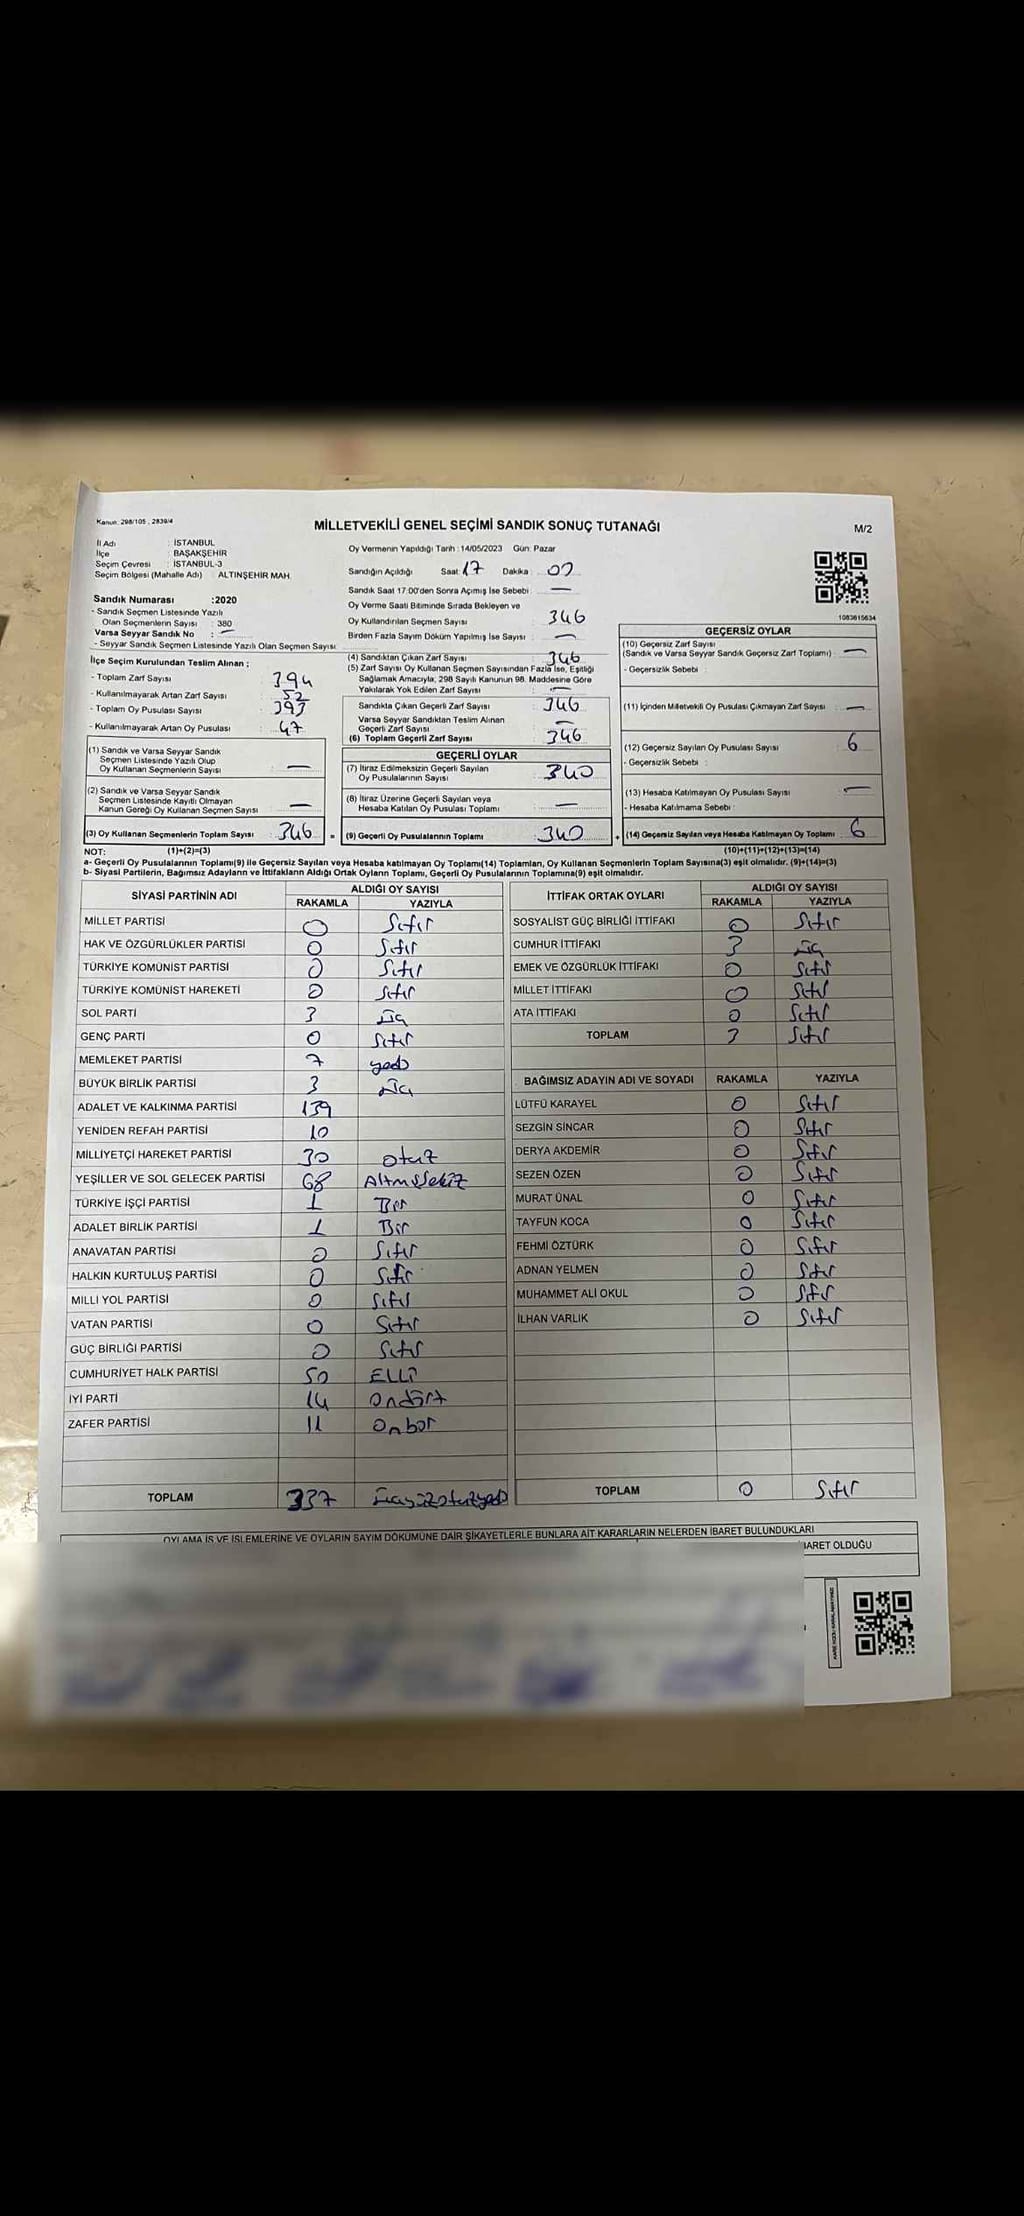 Kanun: 298/105 , 2839/4
MİLLETVEKİLİ GENEL SEÇİMİ SANDIK SONUÇ TUTANAĞI
M/2
İl Adı : İSTANBUL
İlçe : BAŞAKŞEHİR
Seçim Çevresi : İSTANBUL-3
Seçim Bölgesi (Mahalle Adı) : ALTINŞEHİR MAH.
Sandık Numarası :2020
- Sandık Seçmen Listesinde Yazılı
Olan Seçmenlerin Sayısı : 380
Varsa Seyyar Sandık No : —
- Seyyar Sandık Seçmen Listesinde Yazılı Olan Seçmen Sayısı
İlçe Seçim Kurulundan Teslim Alınan ;
- Toplam Zarf Sayısı 394
- Kullanılmayarak Artan Zarf Sayısı : 52
- Toplam Oy Pusulası Sayısı 393
- Kullanılmayarak Artan Oy Pusulası : 47
(1) Sandık ve Varsa Seyyar Sandık
Seçmen Listesinde Yazılı Olup
Oy Kullanan Seçmenlerin Sayısı —
(2) Sandık ve Varsa Seyyar Sandık
Seçmen Listesinde Kayıtlı Olmayan
Kanun Gereği Oy Kullanan Seçmen Sayısı —
(3) Oy Kullanan Seçmenlerin Toplam Sayısı 346
Oy Vermenin Yapıldığı Tarih : 14/05/2023 Gün: Pazar
Sandığın Açıldığı Saat: 17 Dakika :
Sandık Saat 17:00'den Sonra Açımış İse Sebebi : —
Oy Verme Saati Bitiminde Sırada Bekleyen ve
Oy Kullandırılan Seçmen Sayısı 346
Birden Fazla Sayım Döküm Yapılmış İse Sayısı : —
(4) Sandıktan Çıkan Zarf Sayısı 346
(5) Zarf Sayısı Oy Kullanan Seçmen Sayısından Fazla İse, Eşitliği
Sağlamak Amacıyla; 298 Sayılı Kanunun 98. Maddesine Göre
Yakılarak Yok Edilen Zarf Sayısı —
Sandıkta Çıkan Geçerli Zarf Sayısı 346
Varsa Seyyar Sandıktan Teslim Alınan
Geçerli Zarf Sayısı —
(6) Toplam Geçerli Zarf Sayısı : 346
GEÇERLİ OYLAR
(7) İtiraz Edilmeksizin Geçerli Sayılan
Oy Pusulalarının Sayısı 340
(8) İtiraz Üzerine Geçerli Sayılan veya
Hesaba Katılan Oy Pusulası Toplamı —
= (9) Geçerli Oy Pusulalarının Toplamı 340
1083615634
GEÇERSİZ OYLAR
(10) Geçersiz Zarf Sayısı
(Sandık ve Varsa Seyyar Sandık Geçersiz Zarf Toplamı) : —
- Geçersizlik Sebebi :
(11) İçinden Milletvekili Oy Pusulası Çıkmayan Zarf Sayısı : —
(12) Geçersiz Sayılan Oy Pusulası Sayısı 6
- Geçersizlik Sebebi :
(13) Hesaba Katılmayan Oy Pusulası Sayısı —
- Hesaba Katılmama Sebebi :
+ (14) Geçersiz Sayılan veya Hesaba Katılmayan Oy Toplamı 6
NOT: (1)+(2)=(3) (10)+(11)+(12)+(13)=(14)
a- Geçerli Oy Pusulalarının Toplamı(9) ile Geçersiz Sayılan veya Hesaba katılmayan Oy Toplamı(14) Toplamları, Oy Kullanan Seçmenlerin Toplam Sayısına(3) eşit olmalıdır. (9)+(14)=(3)
b- Siyasi Partilerin, Bağımsız Adayların ve İttifakların Aldığı Ortak Oyların Toplamı, Geçerli Oy Pusulalarının Toplamına(9) eşit olmalıdır.
SİYASİ PARTİNİN ADI ALDIĞI OY SAYISI
RAKAMLA YAZIYLA
MİLLET PARTİSİ 0 Sıfır
HAK VE ÖZGÜRLÜKLER PARTİSİ 0 Sıfır
TÜRKİYE KOMÜNİST PARTİSİ 0 Sıfır
TÜRKİYE KOMÜNİST HAREKETİ 0 Sıfır
SOL PARTİ 3 üç
GENÇ PARTİ 0 Sıfır
MEMLEKET PARTİSİ 7 yedi
BÜYÜK BİRLİK PARTİSİ 3 üç
ADALET VE KALKINMA PARTİSİ 139
YENİDEN REFAH PARTİSİ 10
MİLLİYETÇİ HAREKET PARTİSİ 30 otuz
YEŞİLLER VE SOL GELECEK PARTİSİ 68 Altmışsekiz
TÜRKİYE İŞÇİ PARTİSİ 1 Bir
ADALET BİRLİK PARTİSİ 1 Bir
ANAVATAN PARTİSİ 0 Sıfır
HALKIN KURTULUŞ PARTİSİ 0 Sıfır
MİLLİ YOL PARTİSİ 0 Sıfır
VATAN PARTİSİ 0 Sıfır
GÜÇ BİRLİĞİ PARTİSİ 0 Sıfır
CUMHURİYET HALK PARTİSİ 50 ELLİ
İYİ PARTİ 14 Ondört
ZAFER PARTİSİ 11 Onbir
TOPLAM 337 üçyüzotuzyedi
İTTİFAK ORTAK OYLARI ALDIĞI OY SAYISI
RAKAMLA YAZIYLA
SOSYALİST GÜÇ BİRLİĞİ İTTİFAKI 0 Sıfır
CUMHUR İTTİFAKI 3 üç
EMEK VE ÖZGÜRLÜK İTTİFAKI 0 Sıfır
MİLLET İTTİFAKI 0 Sıfır
ATA İTTİFAKI 0 Sıfır
TOPLAM 3 Sıfır
BAĞIMSIZ ADAYIN ADI VE SOYADI RAKAMLA YAZIYLA
LÜTFÜ KARAYEL 0 Sıfır
SEZGİN SİNCAR 0 Sıfır
DERYA AKDEMİR 0 Sıfır
SEZEN ÖZEN 0 Sıfır
MURAT ÜNAL 0 Sıfır
TAYFUN KOCA 0 Sıfır
FEHMİ ÖZTÜRK 0 Sıfır
ADNAN YELMEN 0 Sıfır
MUHAMMET ALİ OKUL 0 Sıfır
İLHAN VARLIK 0 Sıfır
TOPLAM 0 Sıfır
OYLAMA İŞ VE İŞLEMLERİNE VE OYLARIN SAYIM DÖKÜMÜNE DAİR ŞİKAYETLERLE BUNLARA AİT KARARLARIN NELERDEN İBARET BULUNDUKLARI
OLDUĞU